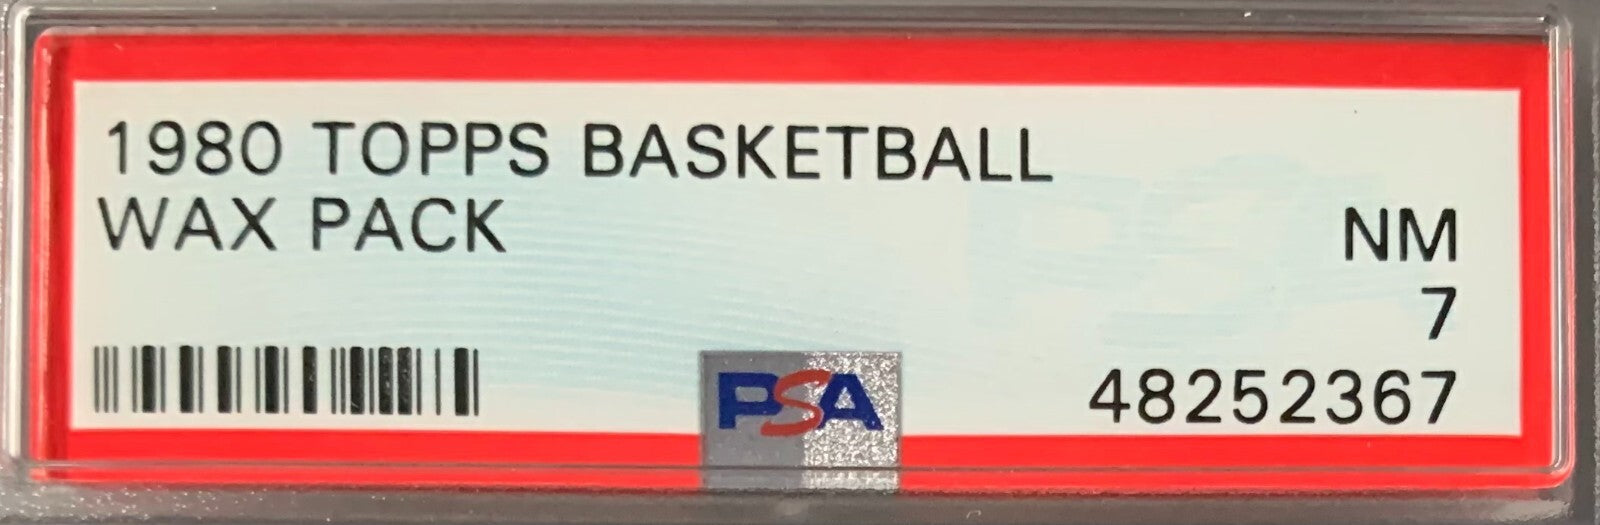 1980 TOPPS BASKETBALL
WAX PACK
NM
7
PSA
48252367